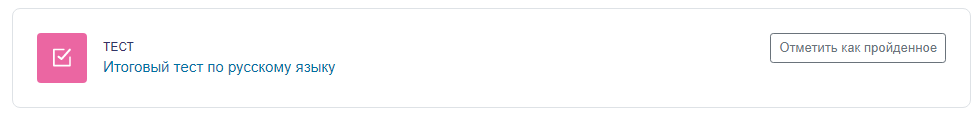 ТЕСТ
Итоговый тест по русскому языку
Отметить как пройденное